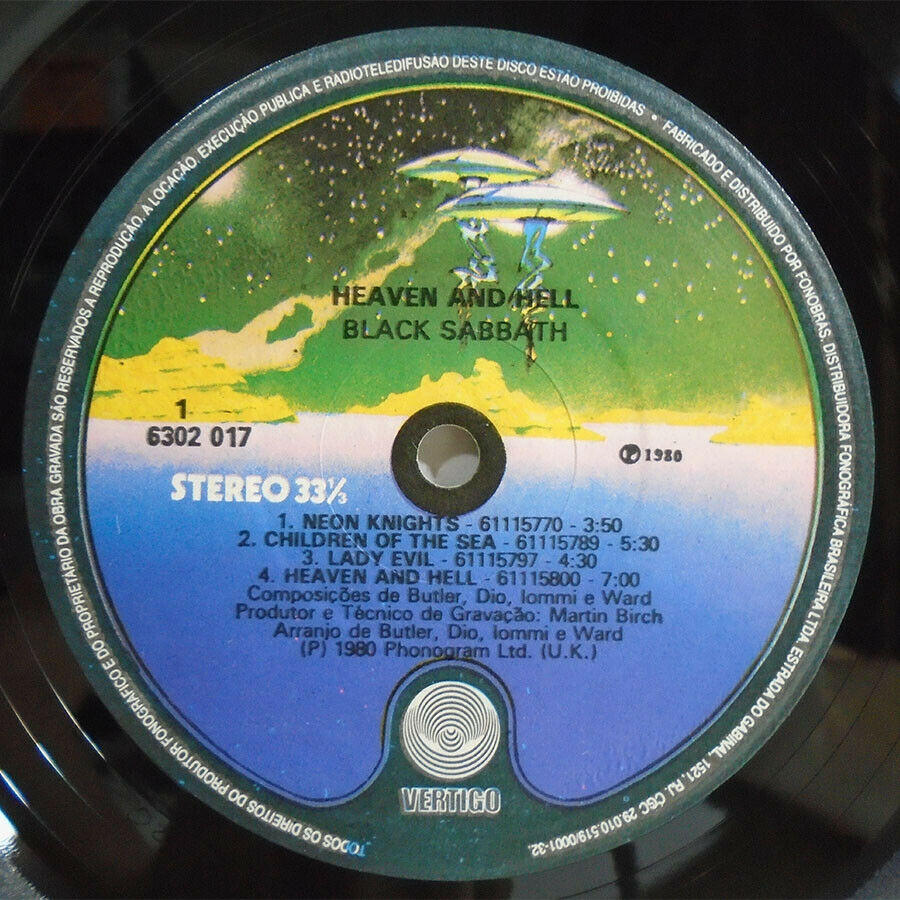 TODOS OS DIREITOS DO PRODUTOR FONOGRÁFICO E DO PROPRIETÁRIO DA OBRA GRAVADA SÃO RESERVADOS. A REPRODUÇÃO, A LOCAÇÃO, EXECUÇÃO PUBLICA E RADIOTELEDIFUSÃO DESTE DISCO ESTÃO PROIBIDAS • FABRICADO E DISTRIBUIDO POR FONOBRAS, DISTRIBUIDORA FONOGRÁFICA BRASILEIRA LTDA. ESTRADA DO GABINAL, 1521, RJ. CGC 29.010.519/0001-32.
HEAVEN AND HELL
BLACK SABBATH
1
6302 017
℗ 1980
STEREO 33⅓
1. NEON KNIGHTS - 61115770 - 3:50
2. CHILDREN OF THE SEA - 61115789 - 5:30
3. LADY EVIL - 61115797 - 4:30
4. HEAVEN AND HELL - 61115800 - 7:00
Composições de Butler, Dio, Iommi e Ward
Produtor e Técnico de Gravação: Martin Birch
Arranjo de Butler, Dio, Iommi e Ward
(P) 1980 Phonogram Ltd. (U.K.)
VERTIGO